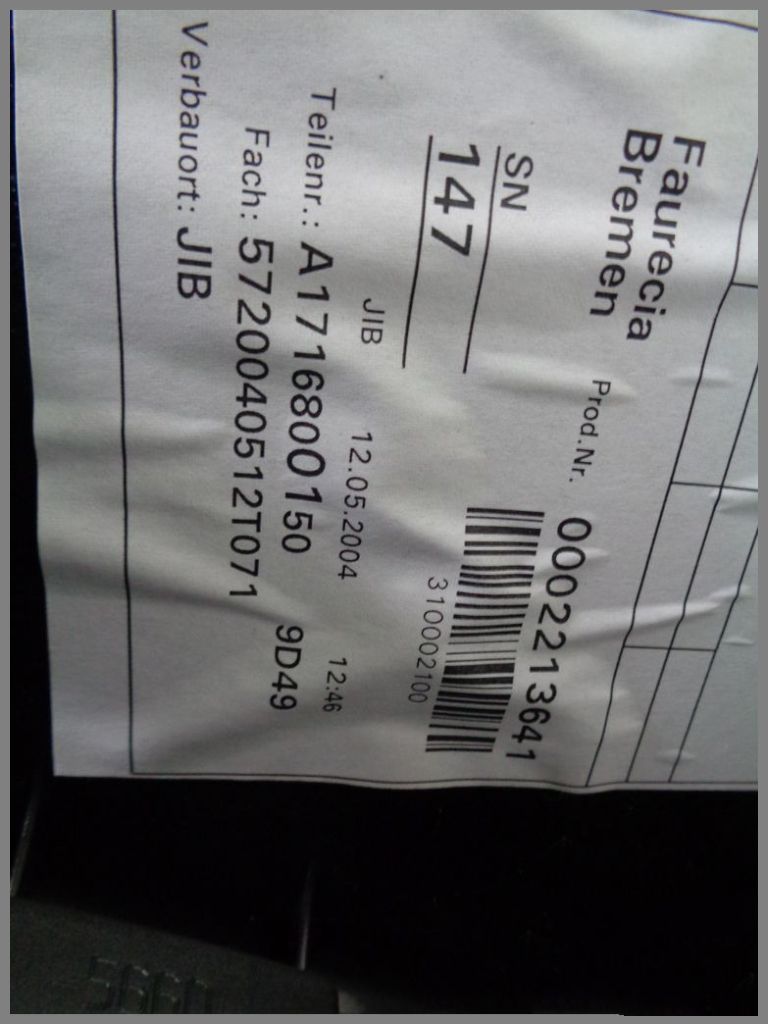 Faurecia
Bremen
Prod.Nr. 0002213641
SN
147
310002100
JIB 12.05.2004 12:46
Teilenr.: A1716800150 9D49
Fach: 5720040512T071
Verbauort: JIB